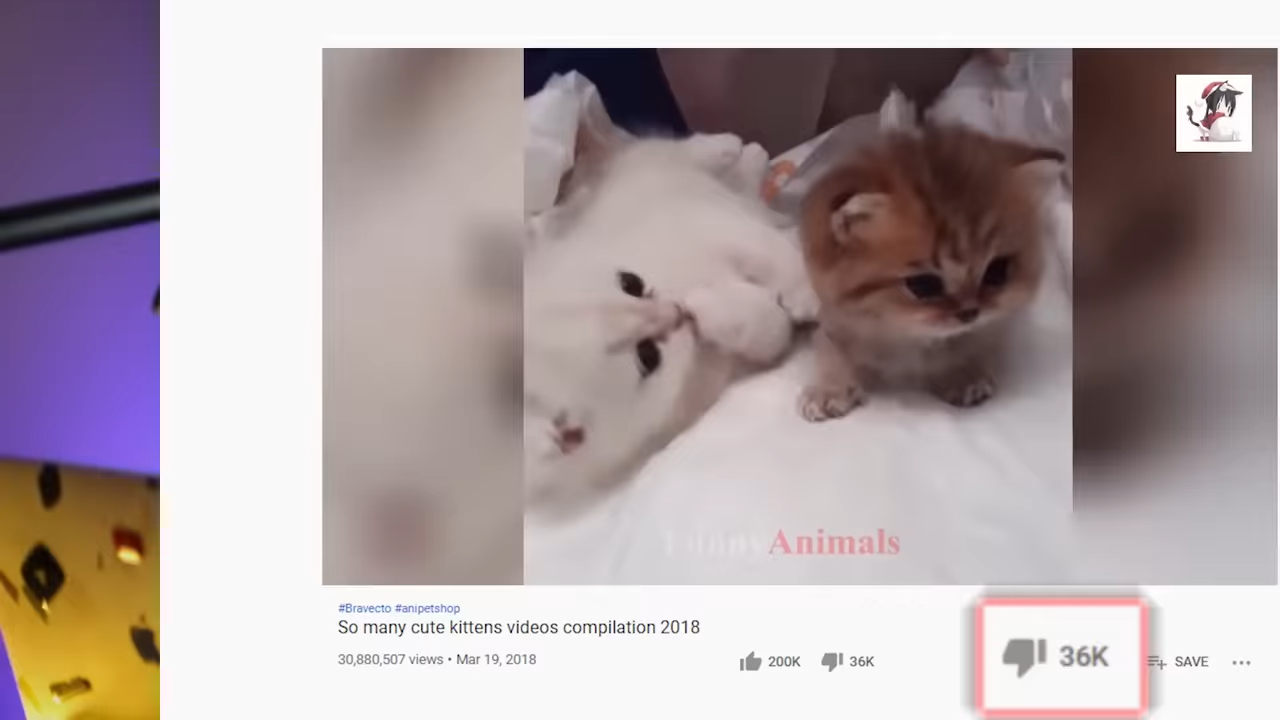 Funny Animals
#Bravecto #anipetshop
So many cute kittens videos compilation 2018
30,880,507 views • Mar 19, 2018
200K 36K 36K SAVE